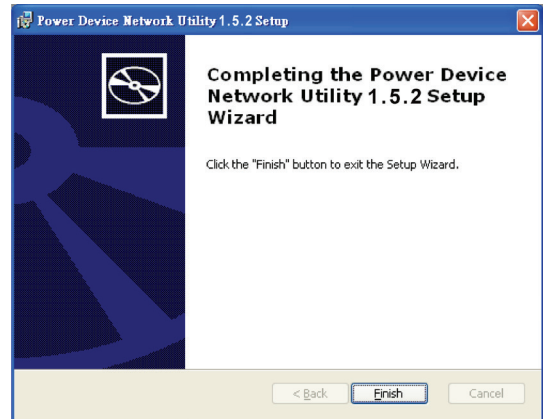 Power Device Network Utility 1.5.2 Setup
Completing the Power Device
Network Utility 1.5.2 Setup
Wizard
Click the "Finish" button to exit the Setup Wizard.
< Back
Finish
Cancel